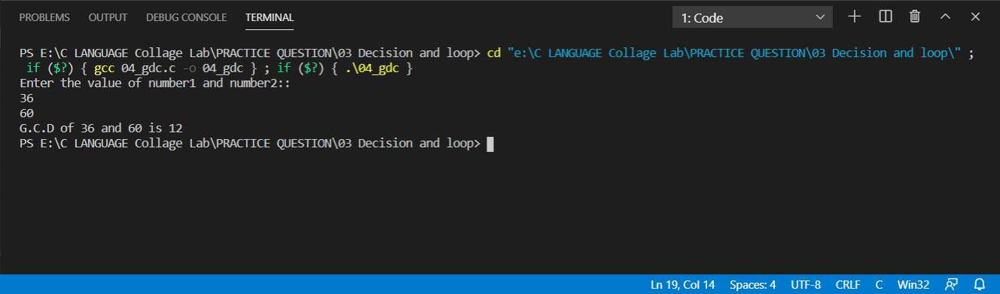 PROBLEMS OUTPUT DEBUG CONSOLE TERMINAL 1: Code
PS E:\C LANGUAGE Collage Lab\PRACTICE QUESTION\03 Decision and loop> cd "e:\C LANGUAGE Collage Lab\PRACTICE QUESTION\03 Decision and loop\" ;
if ($?) { gcc 04_gdc.c -o 04_gdc } ; if ($?) { .\04_gdc }
Enter the value of number1 and number2::
36
60
G.C.D of 36 and 60 is 12
PS E:\C LANGUAGE Collage Lab\PRACTICE QUESTION\03 Decision and loop>
Ln 19, Col 14 Spaces: 4 UTF-8 CRLF C Win32